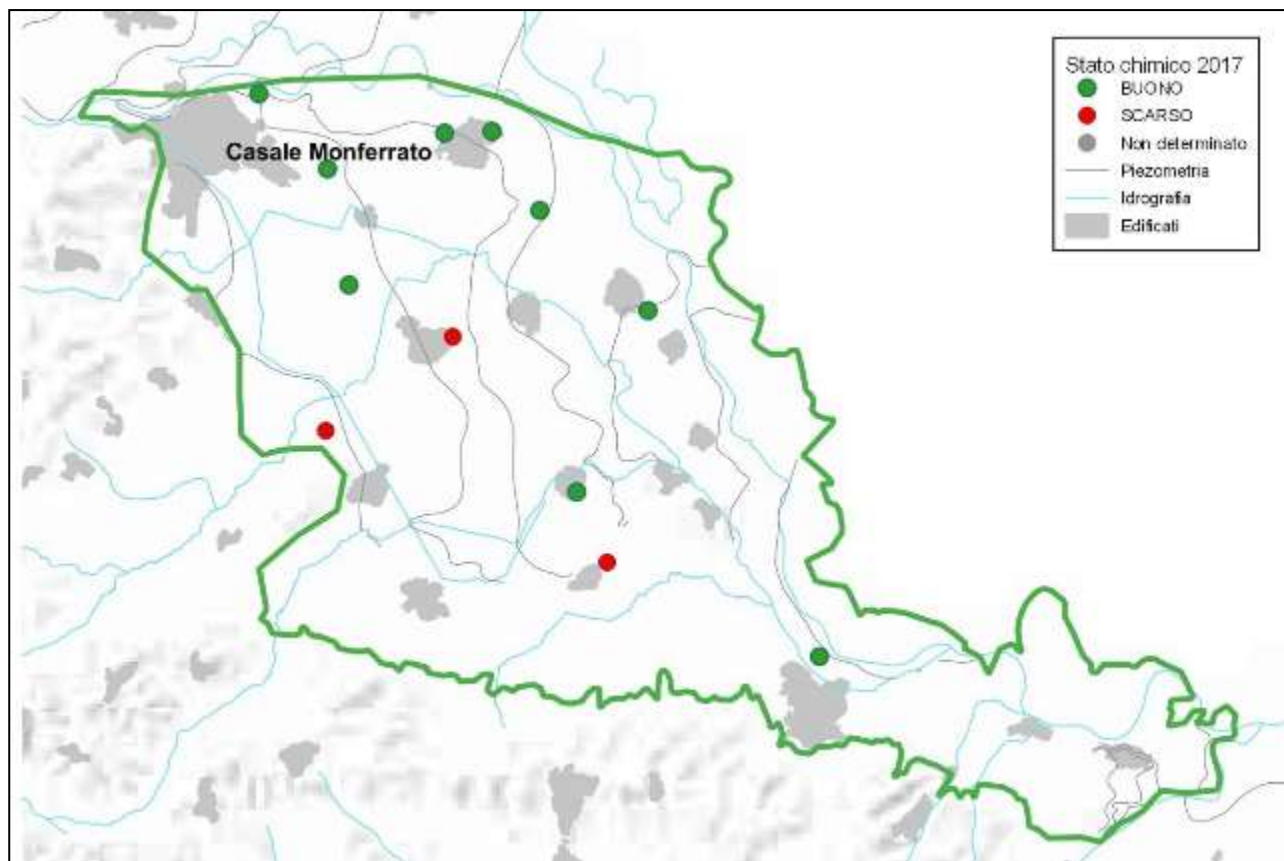 Stato chimico 2017
BUONO
SCARSO
Non determinato
Piezometria
Idrografia
Edificati
Casale Monferrato